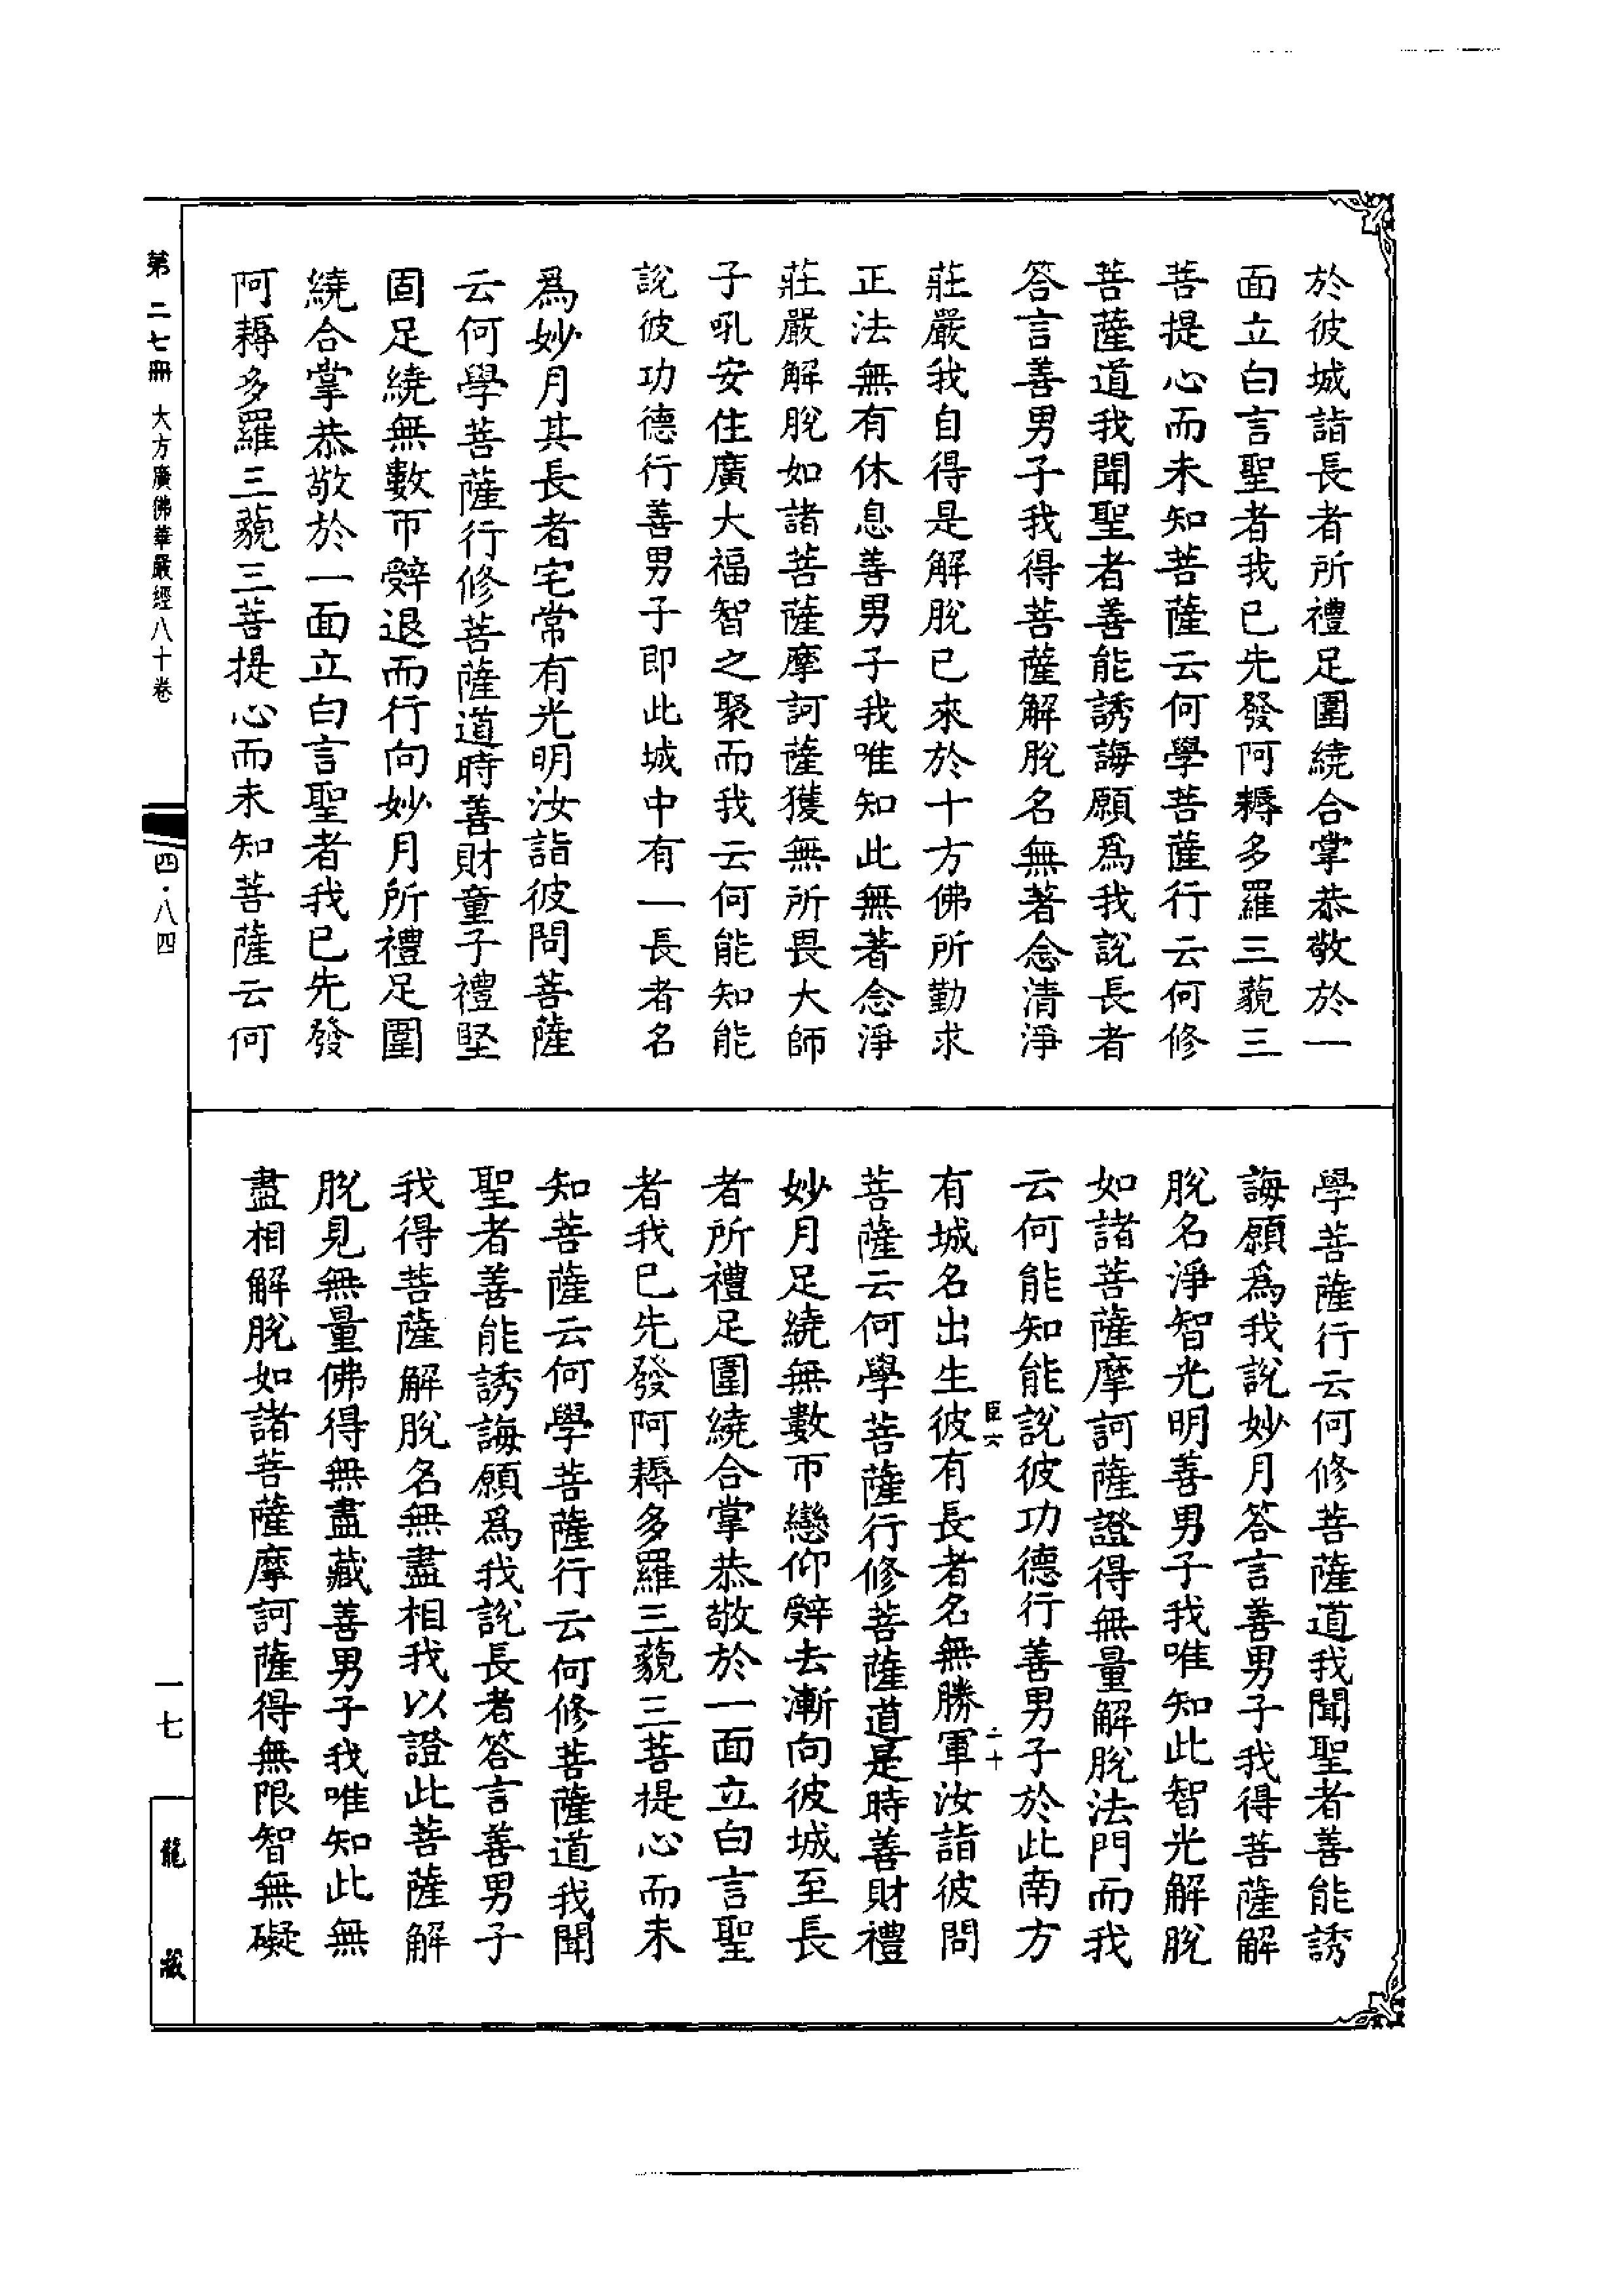 於彼城詣長者所禮足圍繞合掌恭敬於一
面立白言聖者我已先發阿耨多羅三藐三
菩提心而未知菩薩云何學菩薩行云何修
菩薩道我聞聖者善能誘誨願爲我說長者
答言善男子我得菩薩解脫名無著念清淨
莊嚴我自得是解脫已來於十方佛所勤求
正法無有休息善男子我唯知此無著念淨
莊嚴解脫如諸菩薩摩訶薩獲無所畏大師
子吼安住廣大福智之聚而我云何能知能
說彼功德行善男子即此城中有一長者名
爲妙月其長者宅常有光明汝詣彼問菩薩
云何學菩薩行修菩薩道時善財童子禮堅
固足繞無數帀辭退而行向妙月所禮足圍
繞合掌恭敬於一面立白言聖者我已先發
阿耨多羅三藐三菩提心而未知菩薩云何
學菩薩行云何修菩薩道我聞聖者善能誘
誨願爲我說妙月答言善男子我得菩薩解
脫名淨智光明善男子我唯知此智光解脫
如諸菩薩摩訶薩證得無量解脫法門而我
云何能知能說彼功德行善男子於此南方
臣六
二十
有城名出生彼有長者名無勝軍汝詣彼問
菩薩云何學菩薩行修菩薩道是時善財禮
妙月足繞無數帀戀仰辭去漸向彼城至長
者所禮足圍繞合掌恭敬於一面立白言聖
者我已先發阿耨多羅三藐三菩提心而未
知菩薩云何學菩薩行云何修菩薩道我聞
聖者善能誘誨願爲我說長者答言善男子
我得菩薩解脫名無盡相我以證此菩薩解
脫見無量佛得無盡藏善男子我唯知此無
盡相解脫如諸菩薩摩訶薩得無限智無礙
第二七冊 大方廣佛華嚴經八十卷
四·八四
一七
龍藏